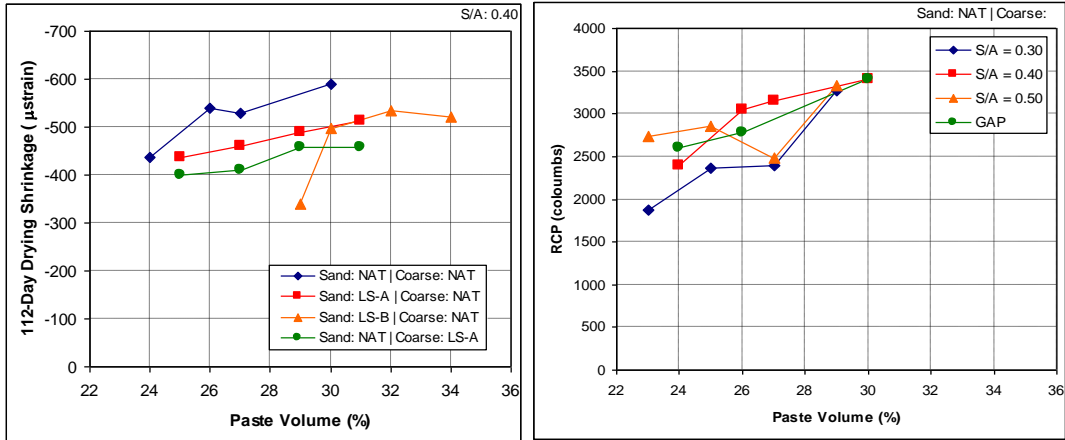 S/A: 0.40
-700
-600
-500
-400
-300
-200
-100
0
112-Day Drying Shrinkage ( µstrain)
Sand: NAT | Coarse: NAT
Sand: LS-A | Coarse: NAT
Sand: LS-B | Coarse: NAT
Sand: NAT | Coarse: LS-A
22 24 26 28 30 32 34 36
Paste Volume (%)
Sand: NAT | Coarse:
4000
3500
3000
2500
2000
1500
1000
500
0
RCP (coloumbs)
S/A = 0.30
S/A = 0.40
S/A = 0.50
GAP
22 24 26 28 30 32 34 36
Paste Volume (%)